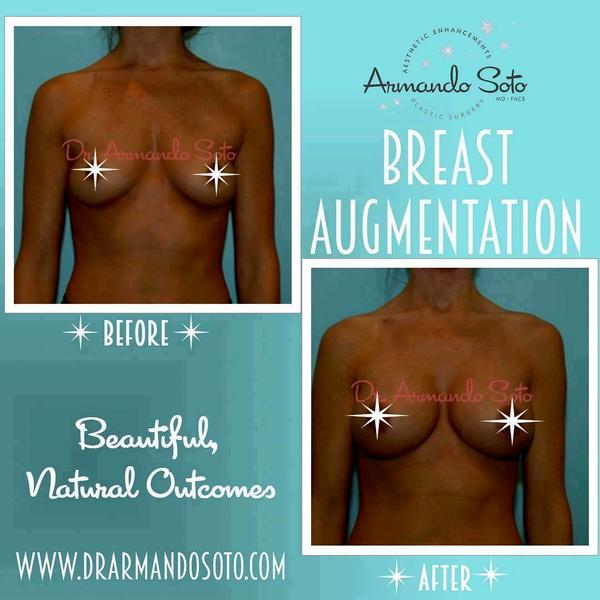 AESTHETIC ENHANCEMENTS
Armando Soto
MD • FACS
PLASTIC SURGERY
BREAST
AUGMENTATION
Dr. Armando Soto
BEFORE
Dr. Armando Soto
Beautiful,
Natural Outcomes
WWW.DRARMANDOSOTO.COM
AFTER